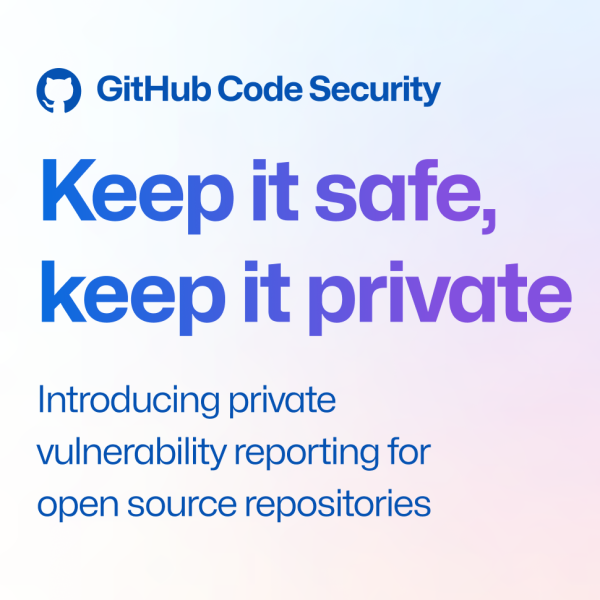 GitHub Code Security
Keep it safe,
keep it private
Introducing private
vulnerability reporting for
open source repositories